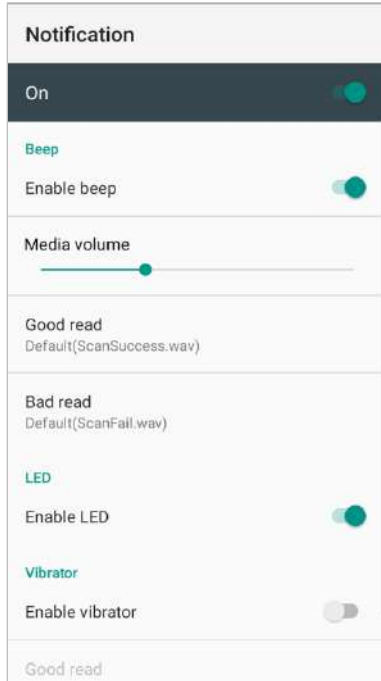 Notification
On
Beep
Enable beep
Media volume
Good read
Default(ScanSuccess.wav)
Bad read
Default(ScanFail.wav)
LED
Enable LED
Vibrator
Enable vibrator
Good read